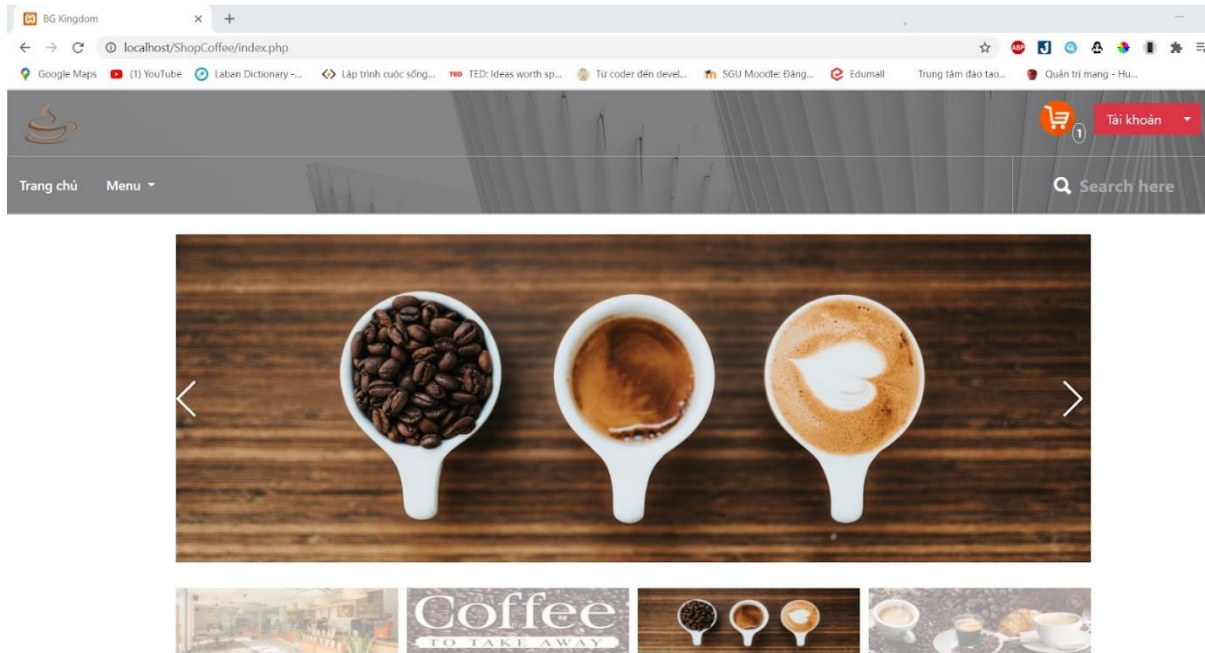 BG Kingdom
localhost/ShopCoffee/index.php
ABP
Google Maps
(1) YouTube
Laban Dictionary -...
Lập trình cuộc sống...
TED
TED: Ideas worth sp...
Từ coder đến devel...
SGU Moodle: Đăng...
Edumall
Trung tâm đào tạo...
Quản trị mạng - Hu...
1
Tài khoản
Trang chủ
Menu
Search here
Coffee
TO TAKE AWAY